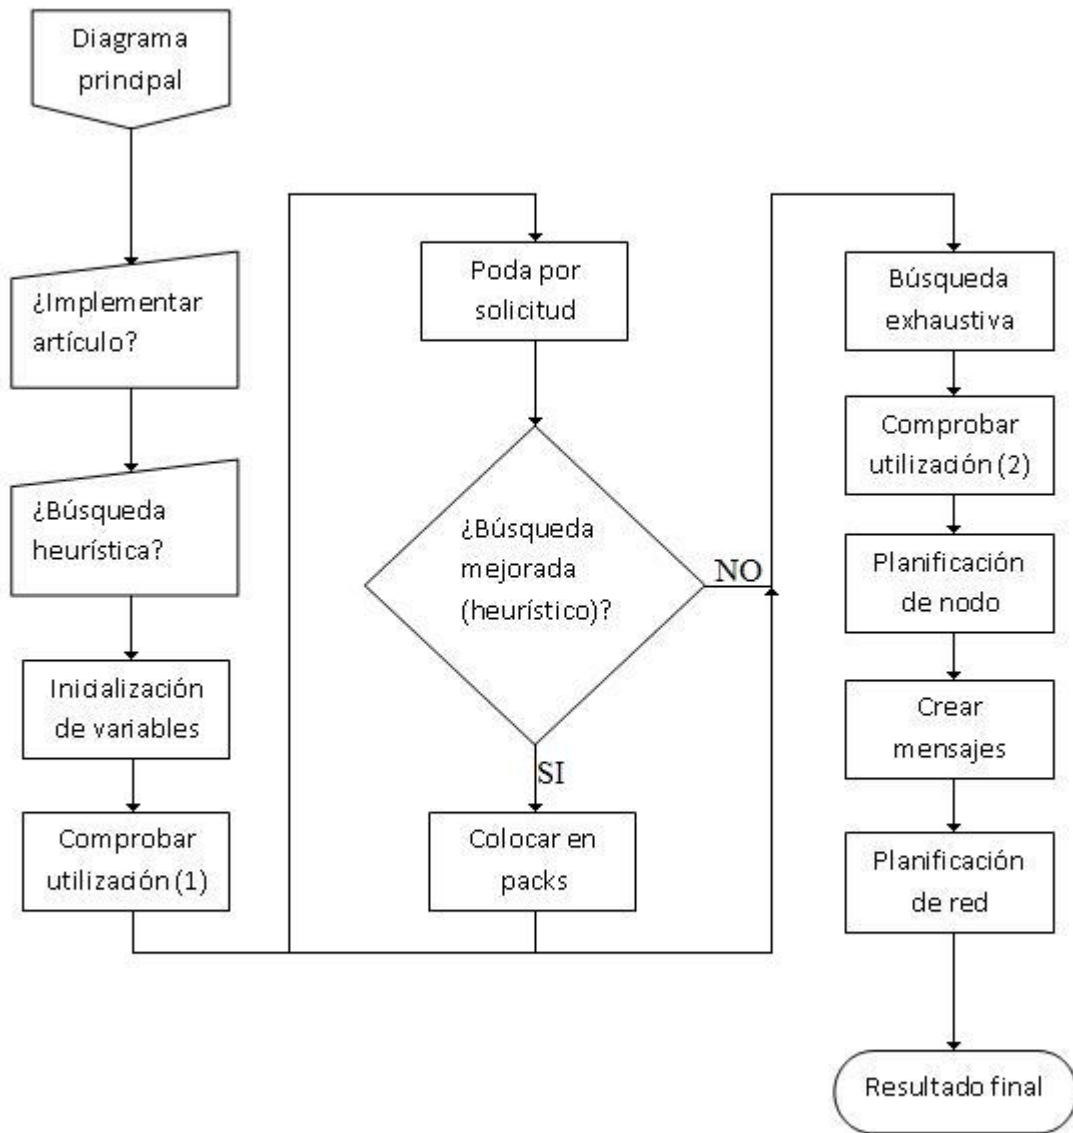 Diagrama
principal
¿Implementar
artículo?
¿Búsqueda
heurística?
Inicialización
de variables
Comprobar
utilización (1)
Poda por
solicitud
¿Búsqueda
mejorada
(heurístico)?
NO
SI
Colocar en
packs
Búsqueda
exhaustiva
Comprobar
utilización (2)
Planificación
de nodo
Crear
mensajes
Planificación
de red
Resultado final